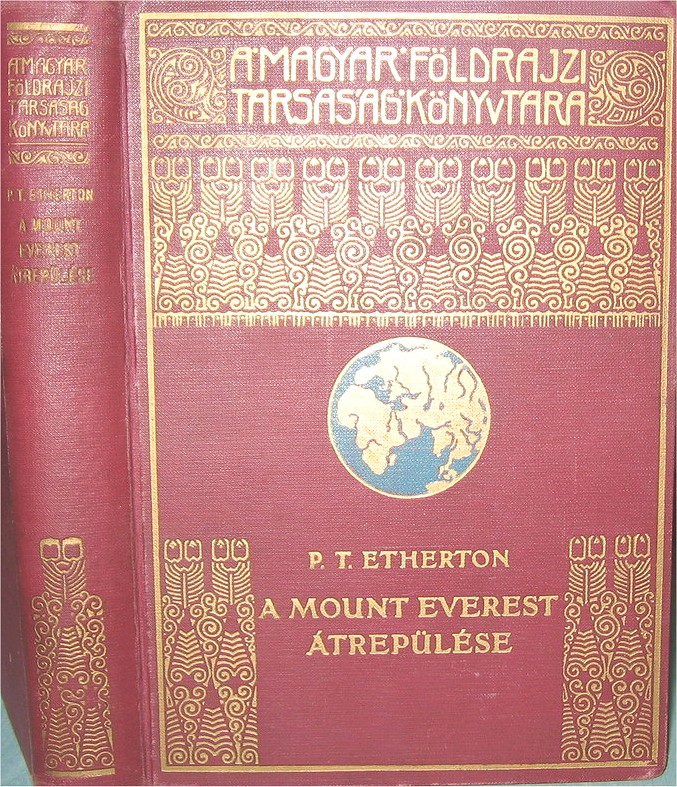 A MAGYAR
FÖLDRAJZI
TÁRSASÁG
KÖNYVTÁRA
P. T. ETHERTON
A MOUNT
EVEREST
ÁTREPÜLÉSE
A MAGYAR FÖLDRAJZI
TÁRSASÁG KÖNYVTÁRA
P. T. ETHERTON
A MOUNT EVEREST
ÁTREPÜLÉSE